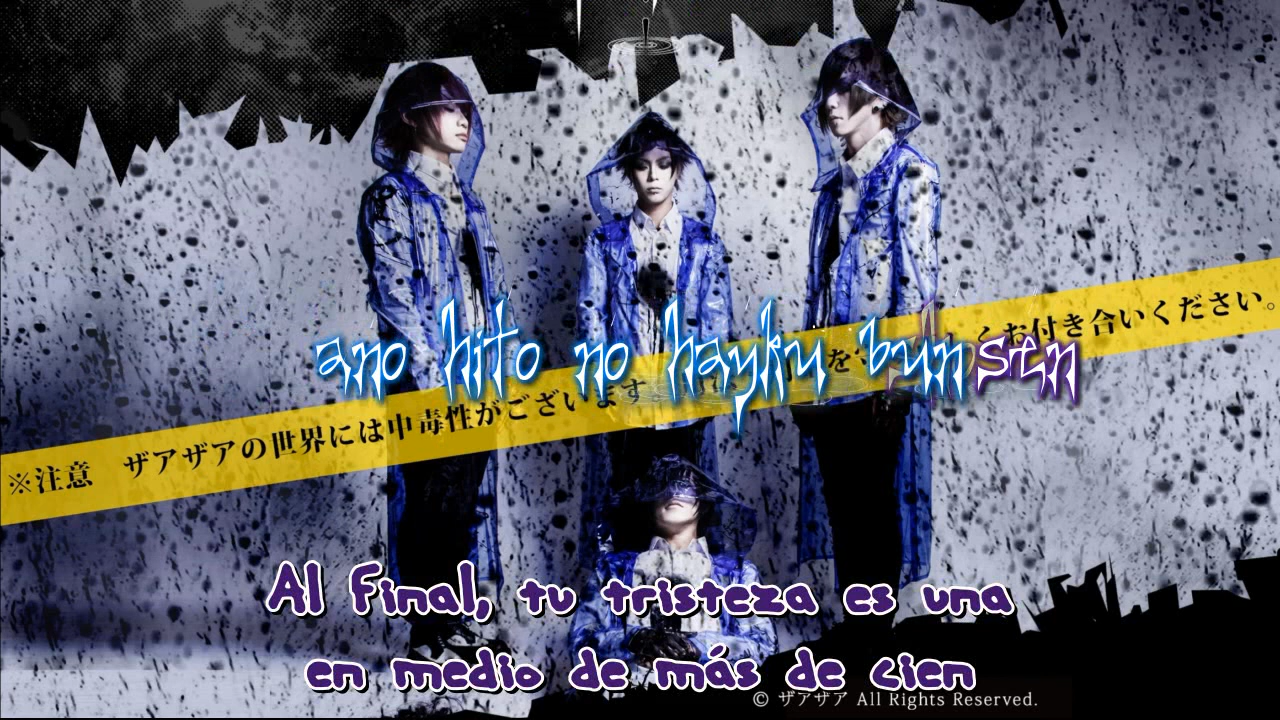 ano hito no hayku bunsen
※注意　ザアザアの世界には中毒性がございます。 を くお付き合いください。
Al final, tu tristeza es una
en medio de más de cien
© ザアザア All Rights Reserved.